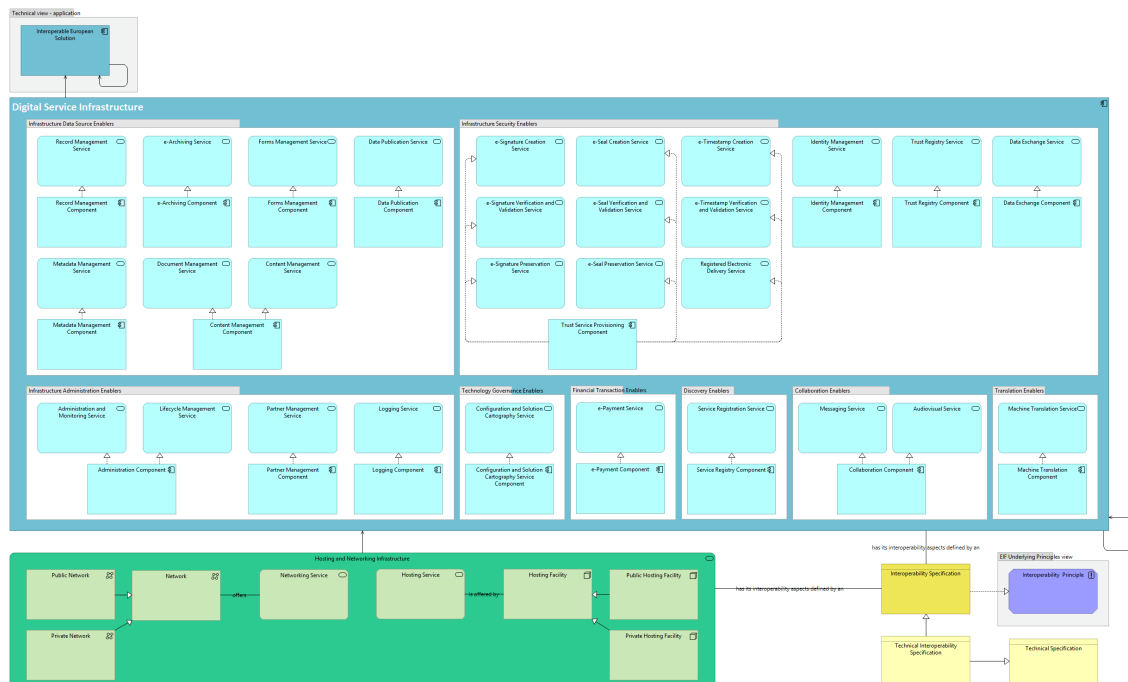 Technical view - application
Interoperable European
Solution
Digital Service Infrastructure
Infrastructure Data Source Enablers
Infrastructure Security Enablers
Record Management
Service
e-Archiving Service
Forms Management Service
Data Publication Service
e-Signature Creation
Service
e-Seal Creation Service
e-Timestamp Creation
Service
Identity Management
Service
Trust Registry Service
Data Exchange Service
Record Management
Component
e-Archiving Component
Forms Management
Component
Data Publication
Component
e-Signature Verification and
Validation Service
e-Seal Verification and
Validation Service
e-Timestamp Verification
and Validation Service
Identity Management
Component
Trust Registry Component
Data Exchange Component
Metadata Management
Service
Document Management
Service
Content Management
Service
e-Signature Preservation
Service
e-Seal Preservation Service
Registered Electronic
Delivery Service
Metadata Management
Component
Content Management
Component
Trust Service Provisioning
Component
Infrastructure Administration Enablers
Technology Governance Enablers
Financial Transaction Enablers
Discovery Enablers
Collaboration Enablers
Translation Enablers
Administration and
Monitoring Service
Lifecycle Management
Service
Partner Management
Service
Logging Service
Configuration and Solution
Cartography Service
e-Payment Service
Service Registration Service
Messaging Service
Audiovisual Service
Machine Translation Service
Administration Component
Partner Management
Component
Logging Component
Configuration and Solution
Cartography Service
Component
e-Payment Component
Service Registry Component
Collaboration Component
Machine Translation
Component
has its interoperability aspects defined by an
Hosting and Networking Infrastructure
EIF Underlying Principles view
Public Network
Network
Networking Service
Hosting Service
Hosting Facility
Public Hosting Facility
Interoperability Specification
Interoperability Principle
offers
is offered by
has its interoperability aspects defined by an
Private Network
Private Hosting Facility
Technical Interoperability
Specification
Technical Specification